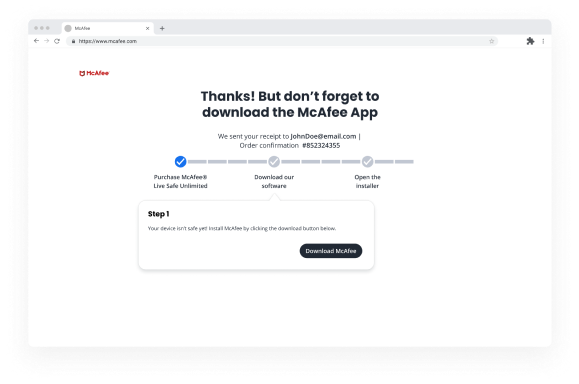 McAfee
https://www.mcafee.com
McAfee
Thanks! But don't forget to
download the McAfee App
We sent your receipt to JohnDoe@email.com |
Order confirmation #852324355
Purchase McAfee®
Live Safe Unlimited
Download our
software
Open the
installer
Step 1
Your device isn't safe yet! Install McAfee by clicking the download button below.
Download McAfee